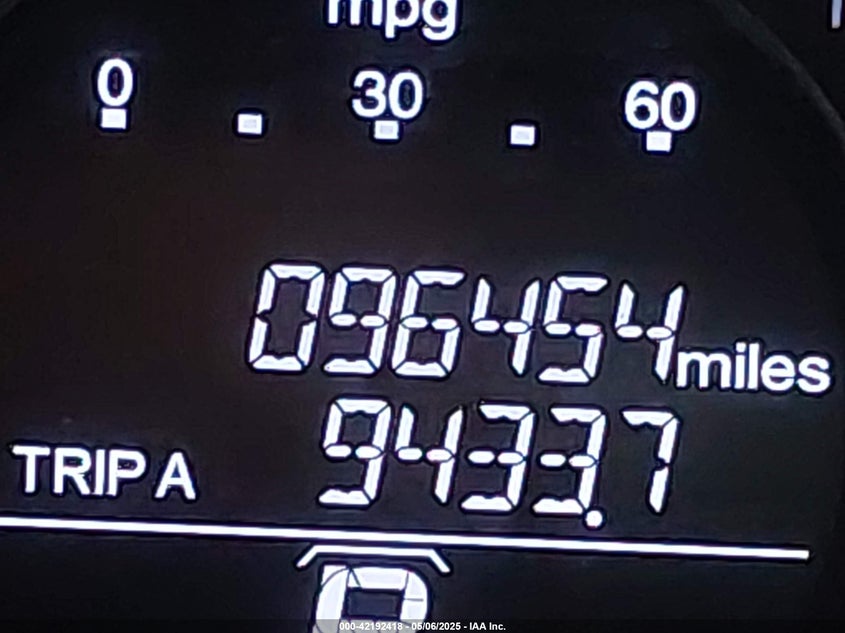 mpg
0 30 60
096454 miles
TRIP A 9433.7
000-42192418 - 05/06/2025 - IAA Inc.